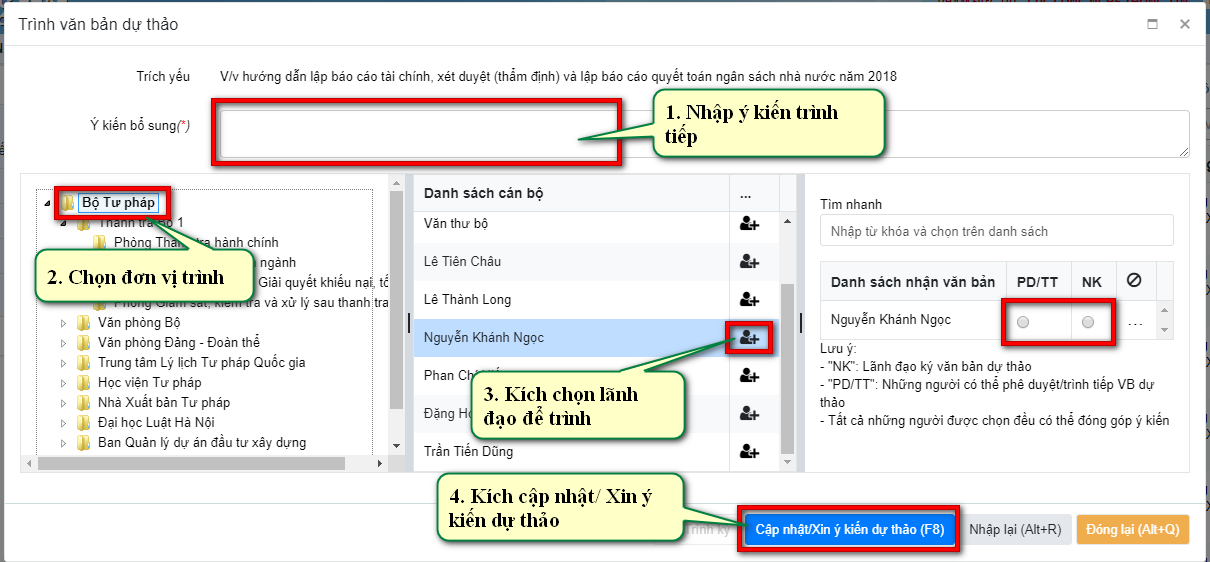 Trình văn bản dự thảo
Trích yếu
V/v hướng dẫn lập báo cáo tài chính, xét duyệt (thẩm định) và lập báo cáo quyết toán ngân sách nhà nước năm 2018
Ý kiến bổ sung(*)
1. Nhập ý kiến trình
tiếp
Bộ Tư pháp
Thanh tra Bộ 1
Phòng Thanh tra hành chính
ngành
Giải quyết khiếu nại, tố
Phòng Giám sát, kiểm tra và xử lý sau thanh tra
Văn phòng Bộ
Văn phòng Đảng - Đoàn thể
Trung tâm Lý lịch Tư pháp Quốc gia
Học viện Tư pháp
Nhà Xuất bản Tư pháp
Đại học Luật Hà Nội
Ban Quản lý dự án đầu tư xây dựng
2. Chọn đơn vị trình
Danh sách cán bộ ...
Văn thư bộ
Lê Tiên Châu
Lê Thành Long
Nguyễn Khánh Ngọc
Phan Chí
Đặng
Trần Tiến Dũng
3. Kích chọn lãnh
đạo để trình
Tìm nhanh
Nhập từ khóa và chọn trên danh sách
Danh sách nhận văn bản PD/TT NK
Nguyễn Khánh Ngọc ...
Lưu ý:
- "NK": Lãnh đạo ký văn bản dự thảo
- "PD/TT": Những người có thể phê duyệt/trình tiếp VB dự
thảo
- Tất cả những người được chọn đều có thể đóng góp ý kiến
4. Kích cập nhật/ Xin ý
kiến dự thảo
Cập nhật/Xin ý kiến dự thảo (F8)
Nhập lại (Alt+R)
Đóng lại (Alt+Q)